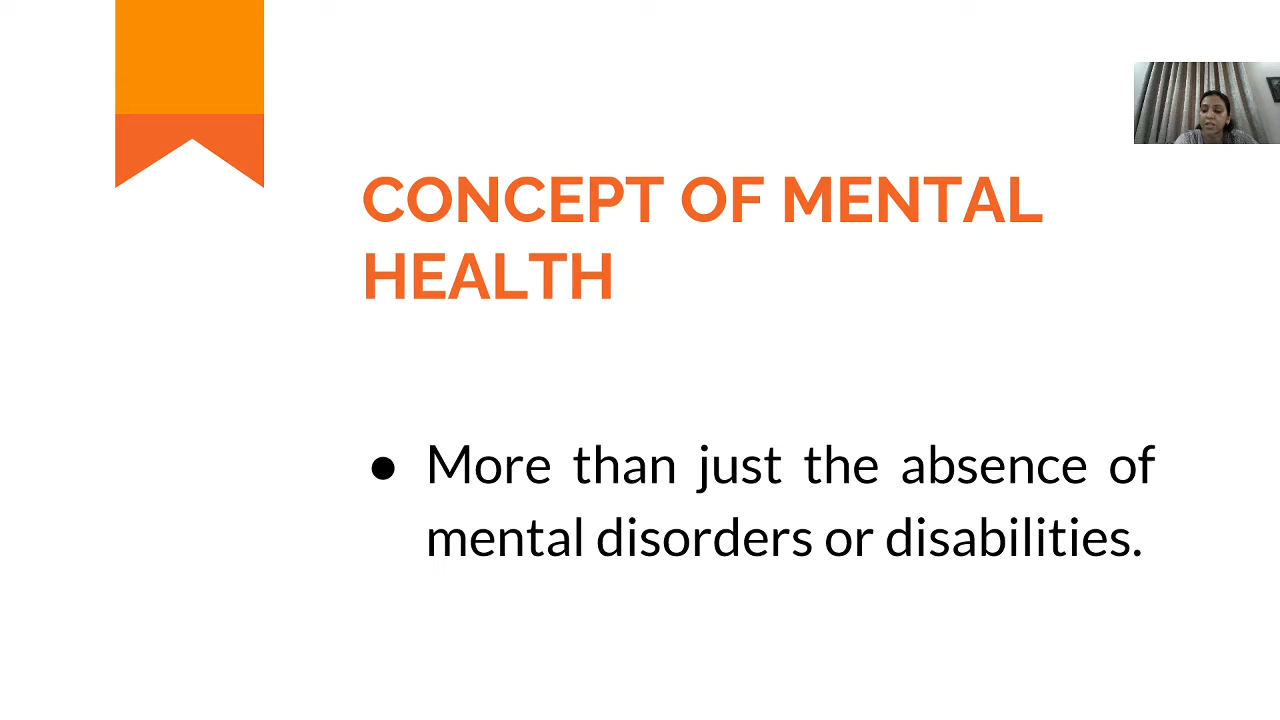 CONCEPT OF MENTAL
HEALTH
● More than just the absence of
mental disorders or disabilities.